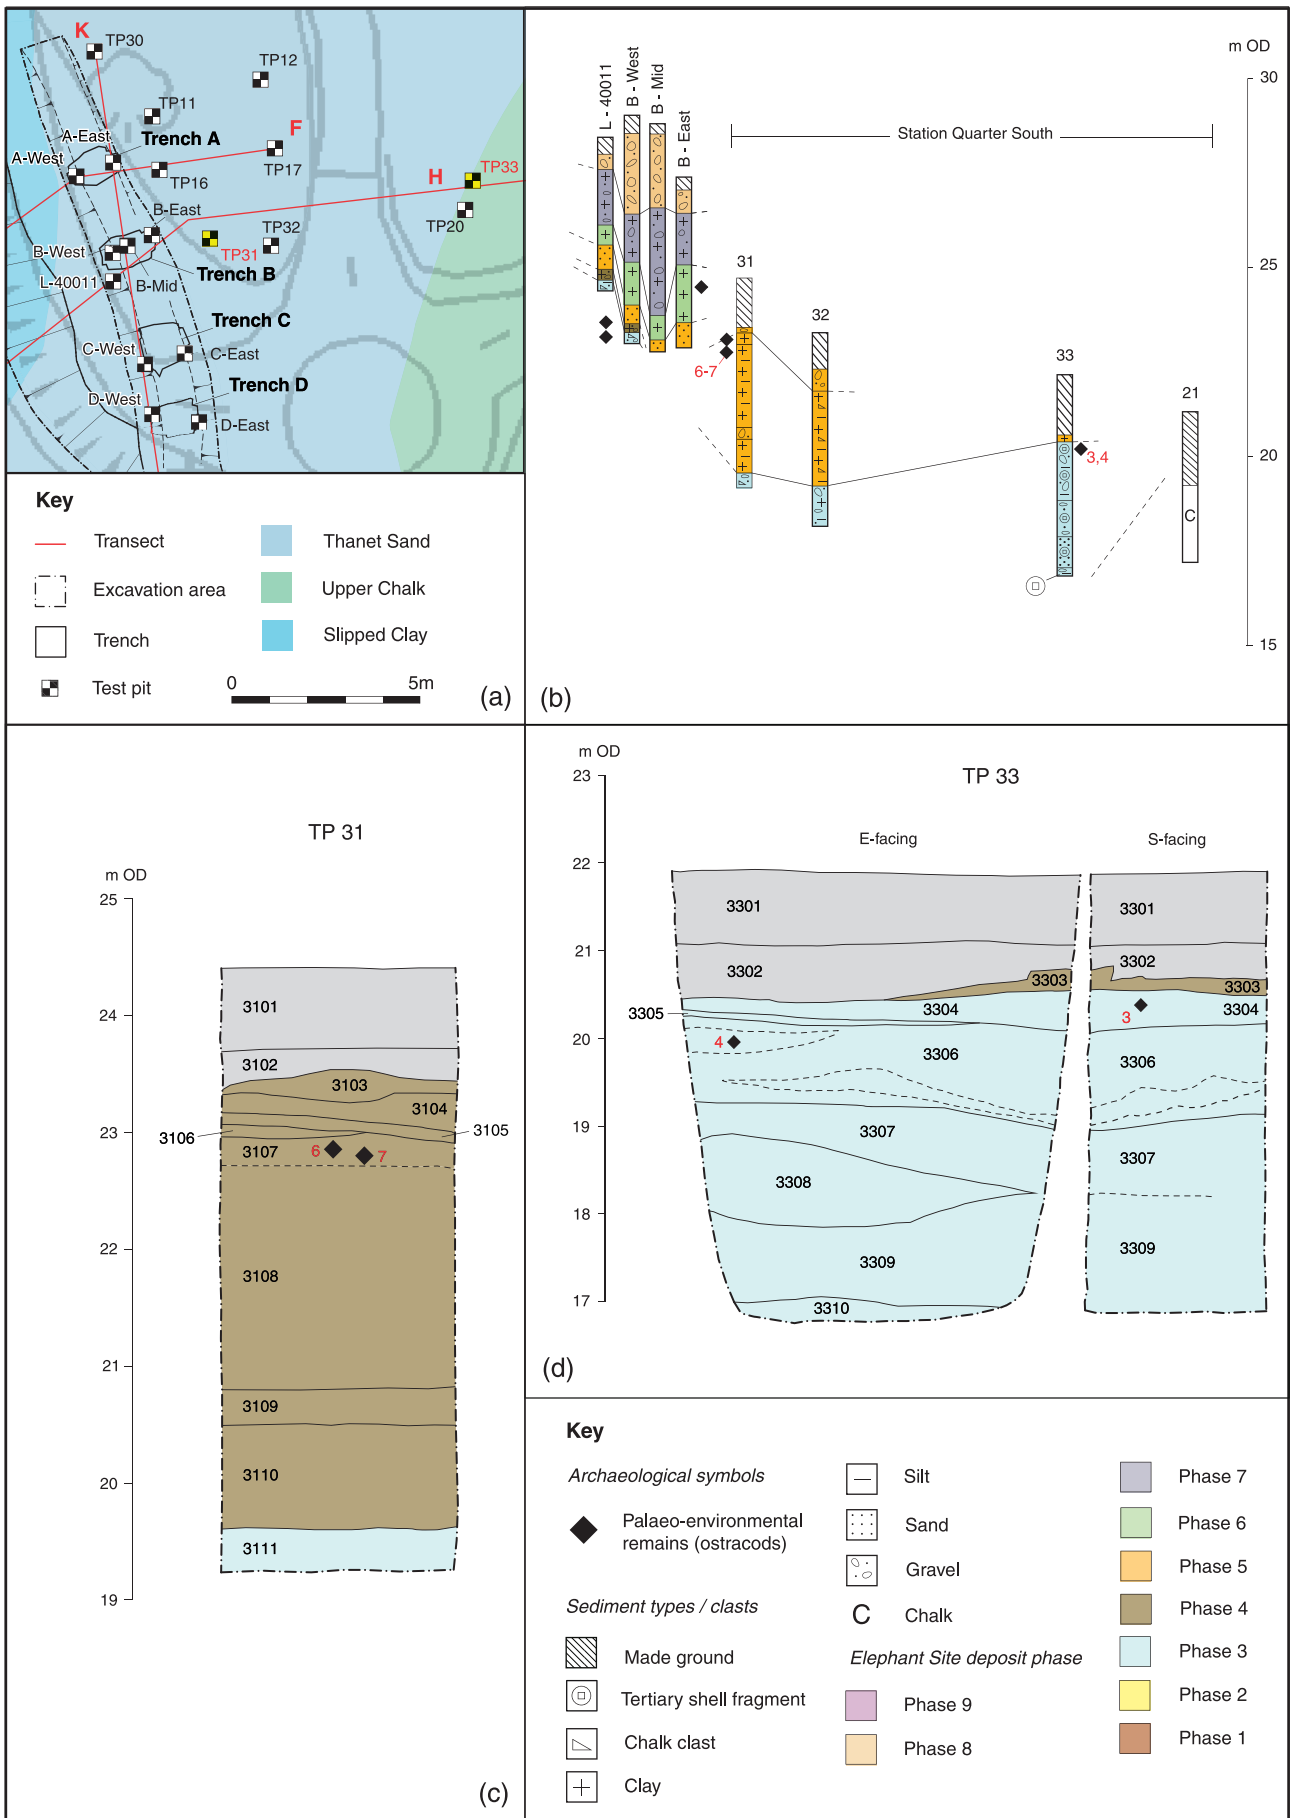 K
TP30
TP12
TP11
A-East
Trench A
F
A-West
TP16
TP17
H
TP33
B-East
TP20
TP32
B-West
TP31
Trench B
L-40011
B-Mid
Trench C
C-West
C-East
Trench D
D-West
D-East
Key
Transect
Excavation area
Trench
Test pit
Thanet Sand
Upper Chalk
Slipped Clay
0
5m
(a)
m OD
30
25
20
15
L - 40011
B - West
B - Mid
B - East
Station Quarter South
31
32
33
21
6-7
3,4
C
(b)
TP 31
m OD
25
24
23
22
21
20
19
3101
3102
3103
3104
3105
3106
3107
6
7
3108
3109
3110
3111
(c)
m OD
TP 33
23
22
21
20
19
18
17
E-facing
S-facing
3301
3302
3303
3304
3305
4
3306
3307
3308
3309
3310
3301
3302
3303
3304
3
3306
3307
3309
(d)
Key
Archaeological symbols
Palaeo-environmental
remains (ostracods)
Sediment types / clasts
Made ground
Tertiary shell fragment
Chalk clast
Clay
Silt
Sand
Gravel
C Chalk
Elephant Site deposit phase
Phase 9
Phase 8
Phase 7
Phase 6
Phase 5
Phase 4
Phase 3
Phase 2
Phase 1